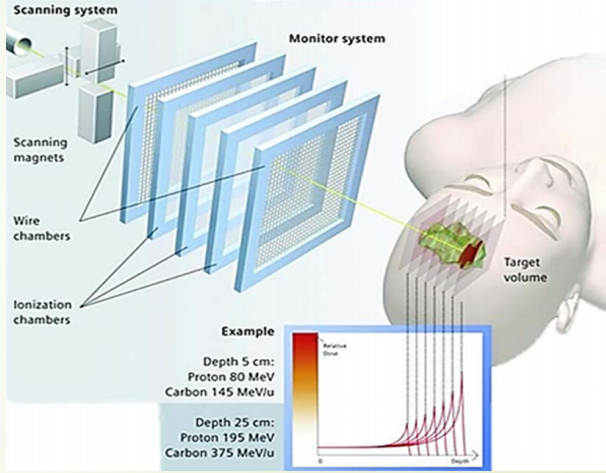 Scanning system
Monitor system
Scanning
magnets
Wire
chambers
Ionization
chambers
Target
volume
Example
Depth 5 cm:
Proton 80 MeV
Carbon 145 MeV/u
Depth 25 cm:
Proton 195 MeV
Carbon 375 MeV/u
Relative
Dose
0
Depth